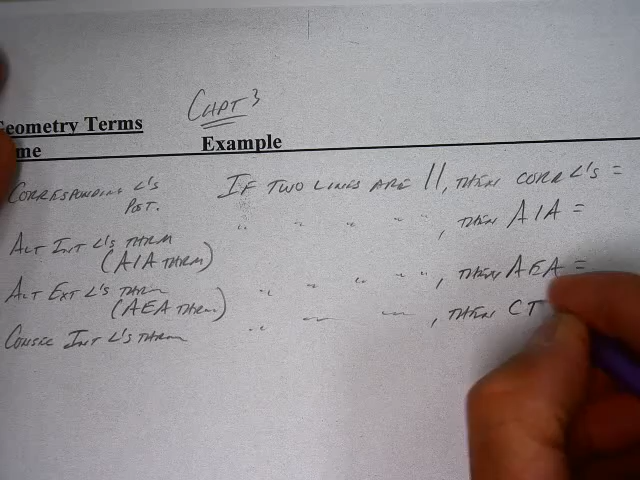 CHPT 3
Geometry Terms
me Example
CORRESPONDING L'S IF TWO LINES ARE ||, THEN CORR L'S =
POST.
" " " " , THEN AIA =
ALT INT L'S THRM
(AIA THRM)
" " " " , THEN AEA =
ALT EXT L'S THRM
(AEA THRM)
" " " , THEN CI
CONSEC INT L'S THRM